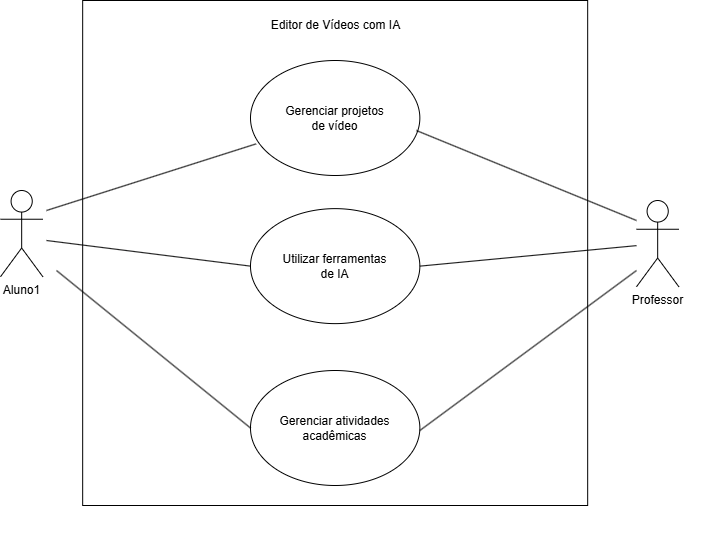 Editor de Vídeos com IA
Gerenciar projetos
de vídeo
Utilizar ferramentas
de IA
Aluno1
Professor
Gerenciar atividades
acadêmicas